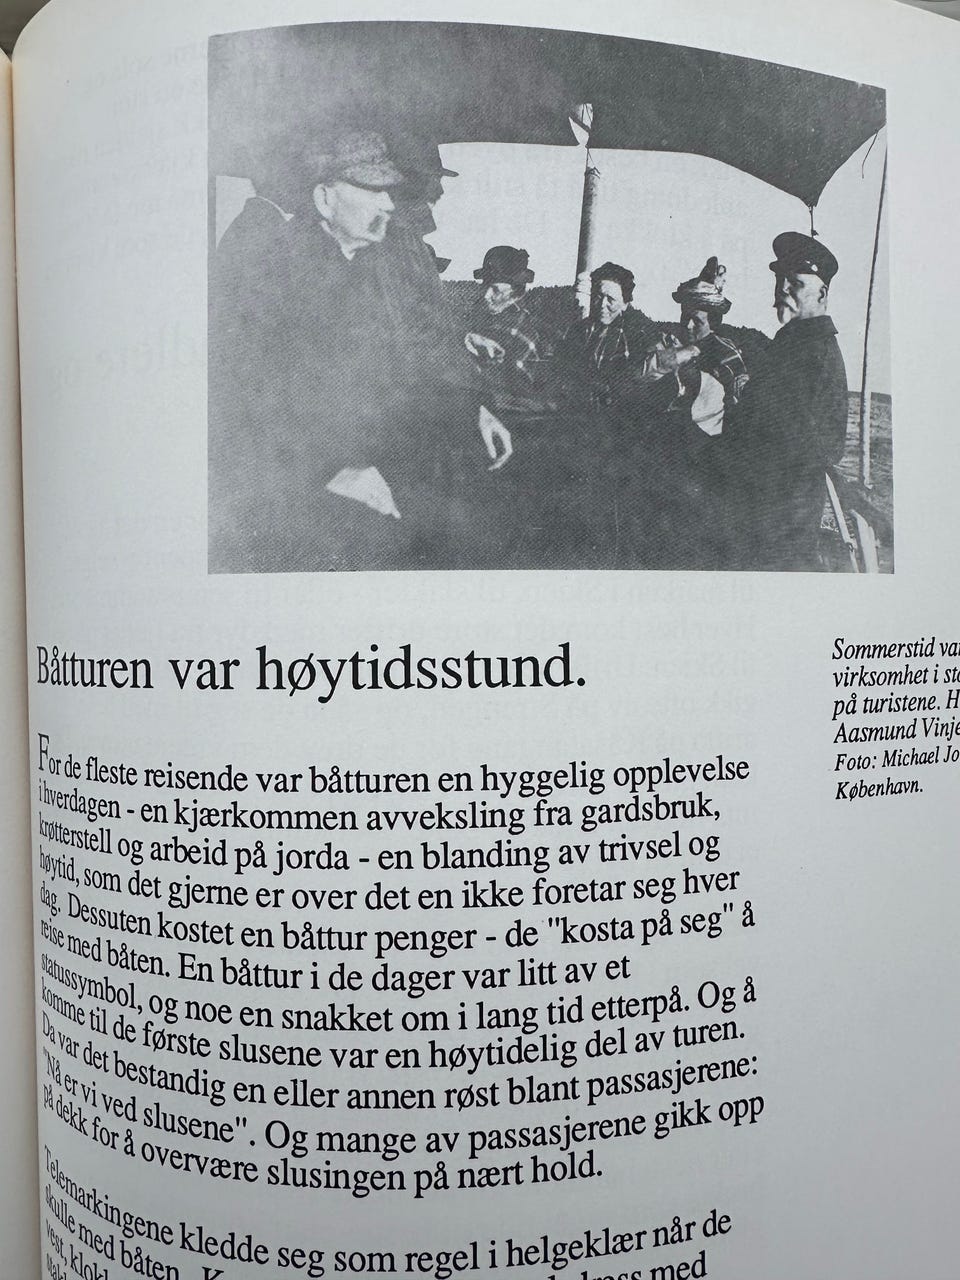 Båtturen var høytidsstund.
For de fleste reisende var båtturen en hyggelig opplevelse
i hverdagen - en kjærkommen avveksling fra gardsbruk,
krøtterstell og arbeid på jorda - en blanding av trivsel og
høytid, som det gjerne er over det en ikke foretar seg hver
dag. Dessuten kostet en båttur penger - de "kosta på seg" å
reise med båten. En båttur i de dager var litt av et
statussymbol, og noe en snakket om i lang tid etterpå. Og å
komme til de første slusene var en høytidelig del av turen.
Da var det bestandig en eller annen røst blant passasjerene:
"Nå er vi ved slusene". Og mange av passasjerene gikk opp
på dekk for å overvære slusingen på nært hold.
Telemarkingene kledde seg som regel i helgeklær når de
skulle med båten.
vest, med
Sommerstid va
virksomhet i st
på turistene. H
Aasmund Vinje
Foto: Michael Jo
København.